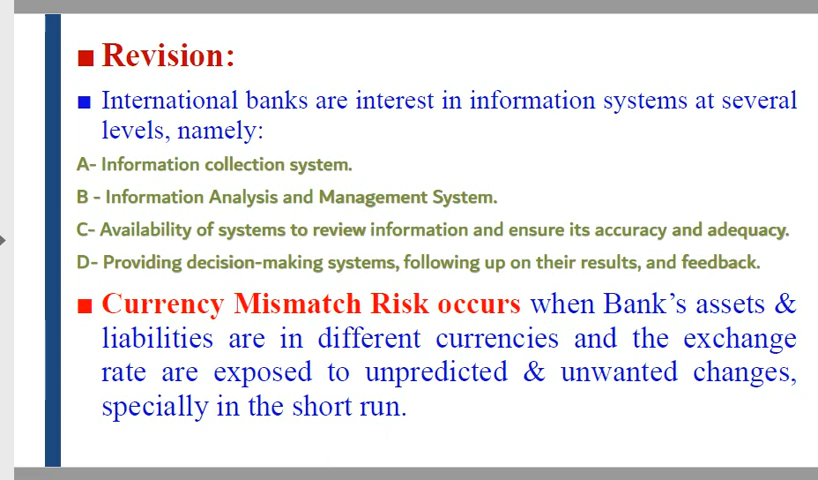 Revision:
International banks are interest in information systems at several
levels, namely:
A- Information collection system.
B - Information Analysis and Management System.
C- Availability of systems to review information and ensure its accuracy and adequacy.
D- Providing decision-making systems, following up on their results, and feedback.
Currency Mismatch Risk occurs when Bank's assets &
liabilities are in different currencies and the exchange
rate are exposed to unpredicted & unwanted changes,
specially in the short run.